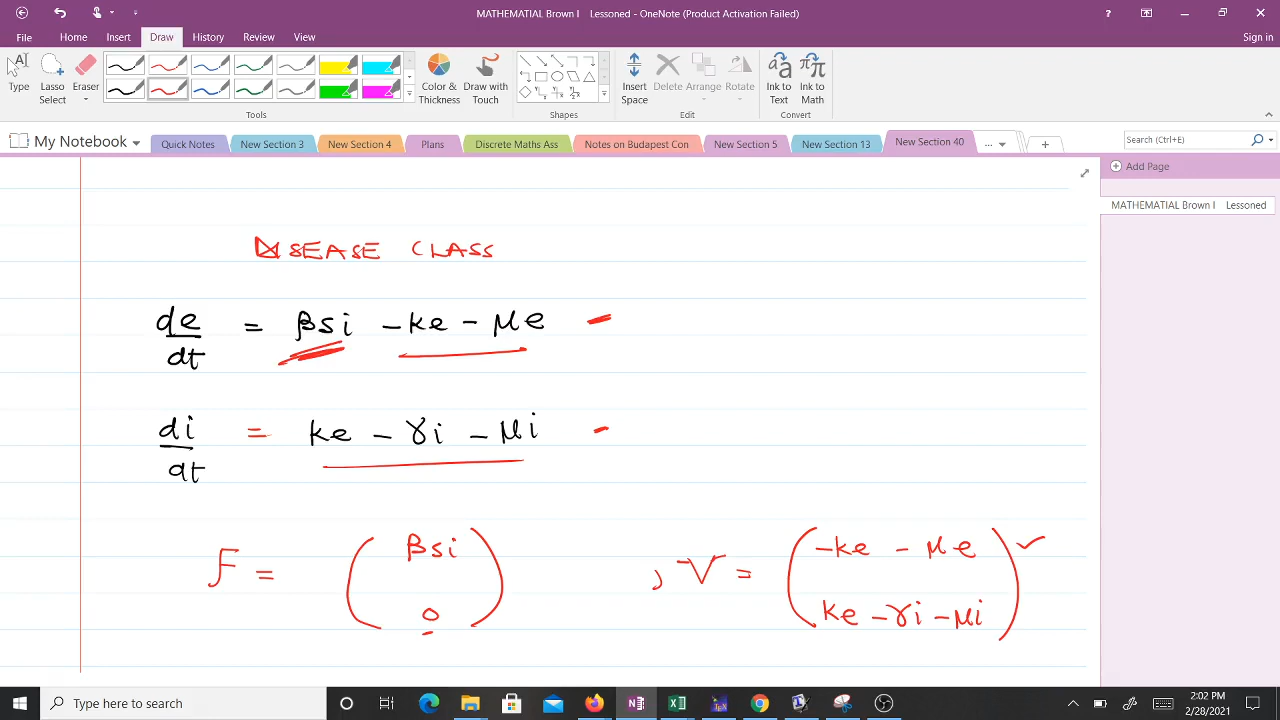 MATHEMATIAL Brown I Lessoned - OneNote (Product Activation Failed)
File Home Insert Draw History Review View Sign in
Type Lasso Select Eraser Color & Thickness Draw with Touch Insert Space Delete Arrange Rotate Ink to Text Ink to Math
Tools Shapes Edit Convert
My Notebook Quick Notes New Section 3 New Section 4 Plans Discrete Maths Ass Notes on Budapest Con New Section 5 New Section 13 New Section 40 ... Search (Ctrl+E)
Add Page
MATHEMATIAL Brown I Lessoned
DISEASE CLASS
de/dt = βsi - ke - μe
di/dt = ke - γi - μi
F = (βsi
0)
, V = (-ke - μe
ke - γi - μi)
Type here to search
2:02 PM
2/28/2021